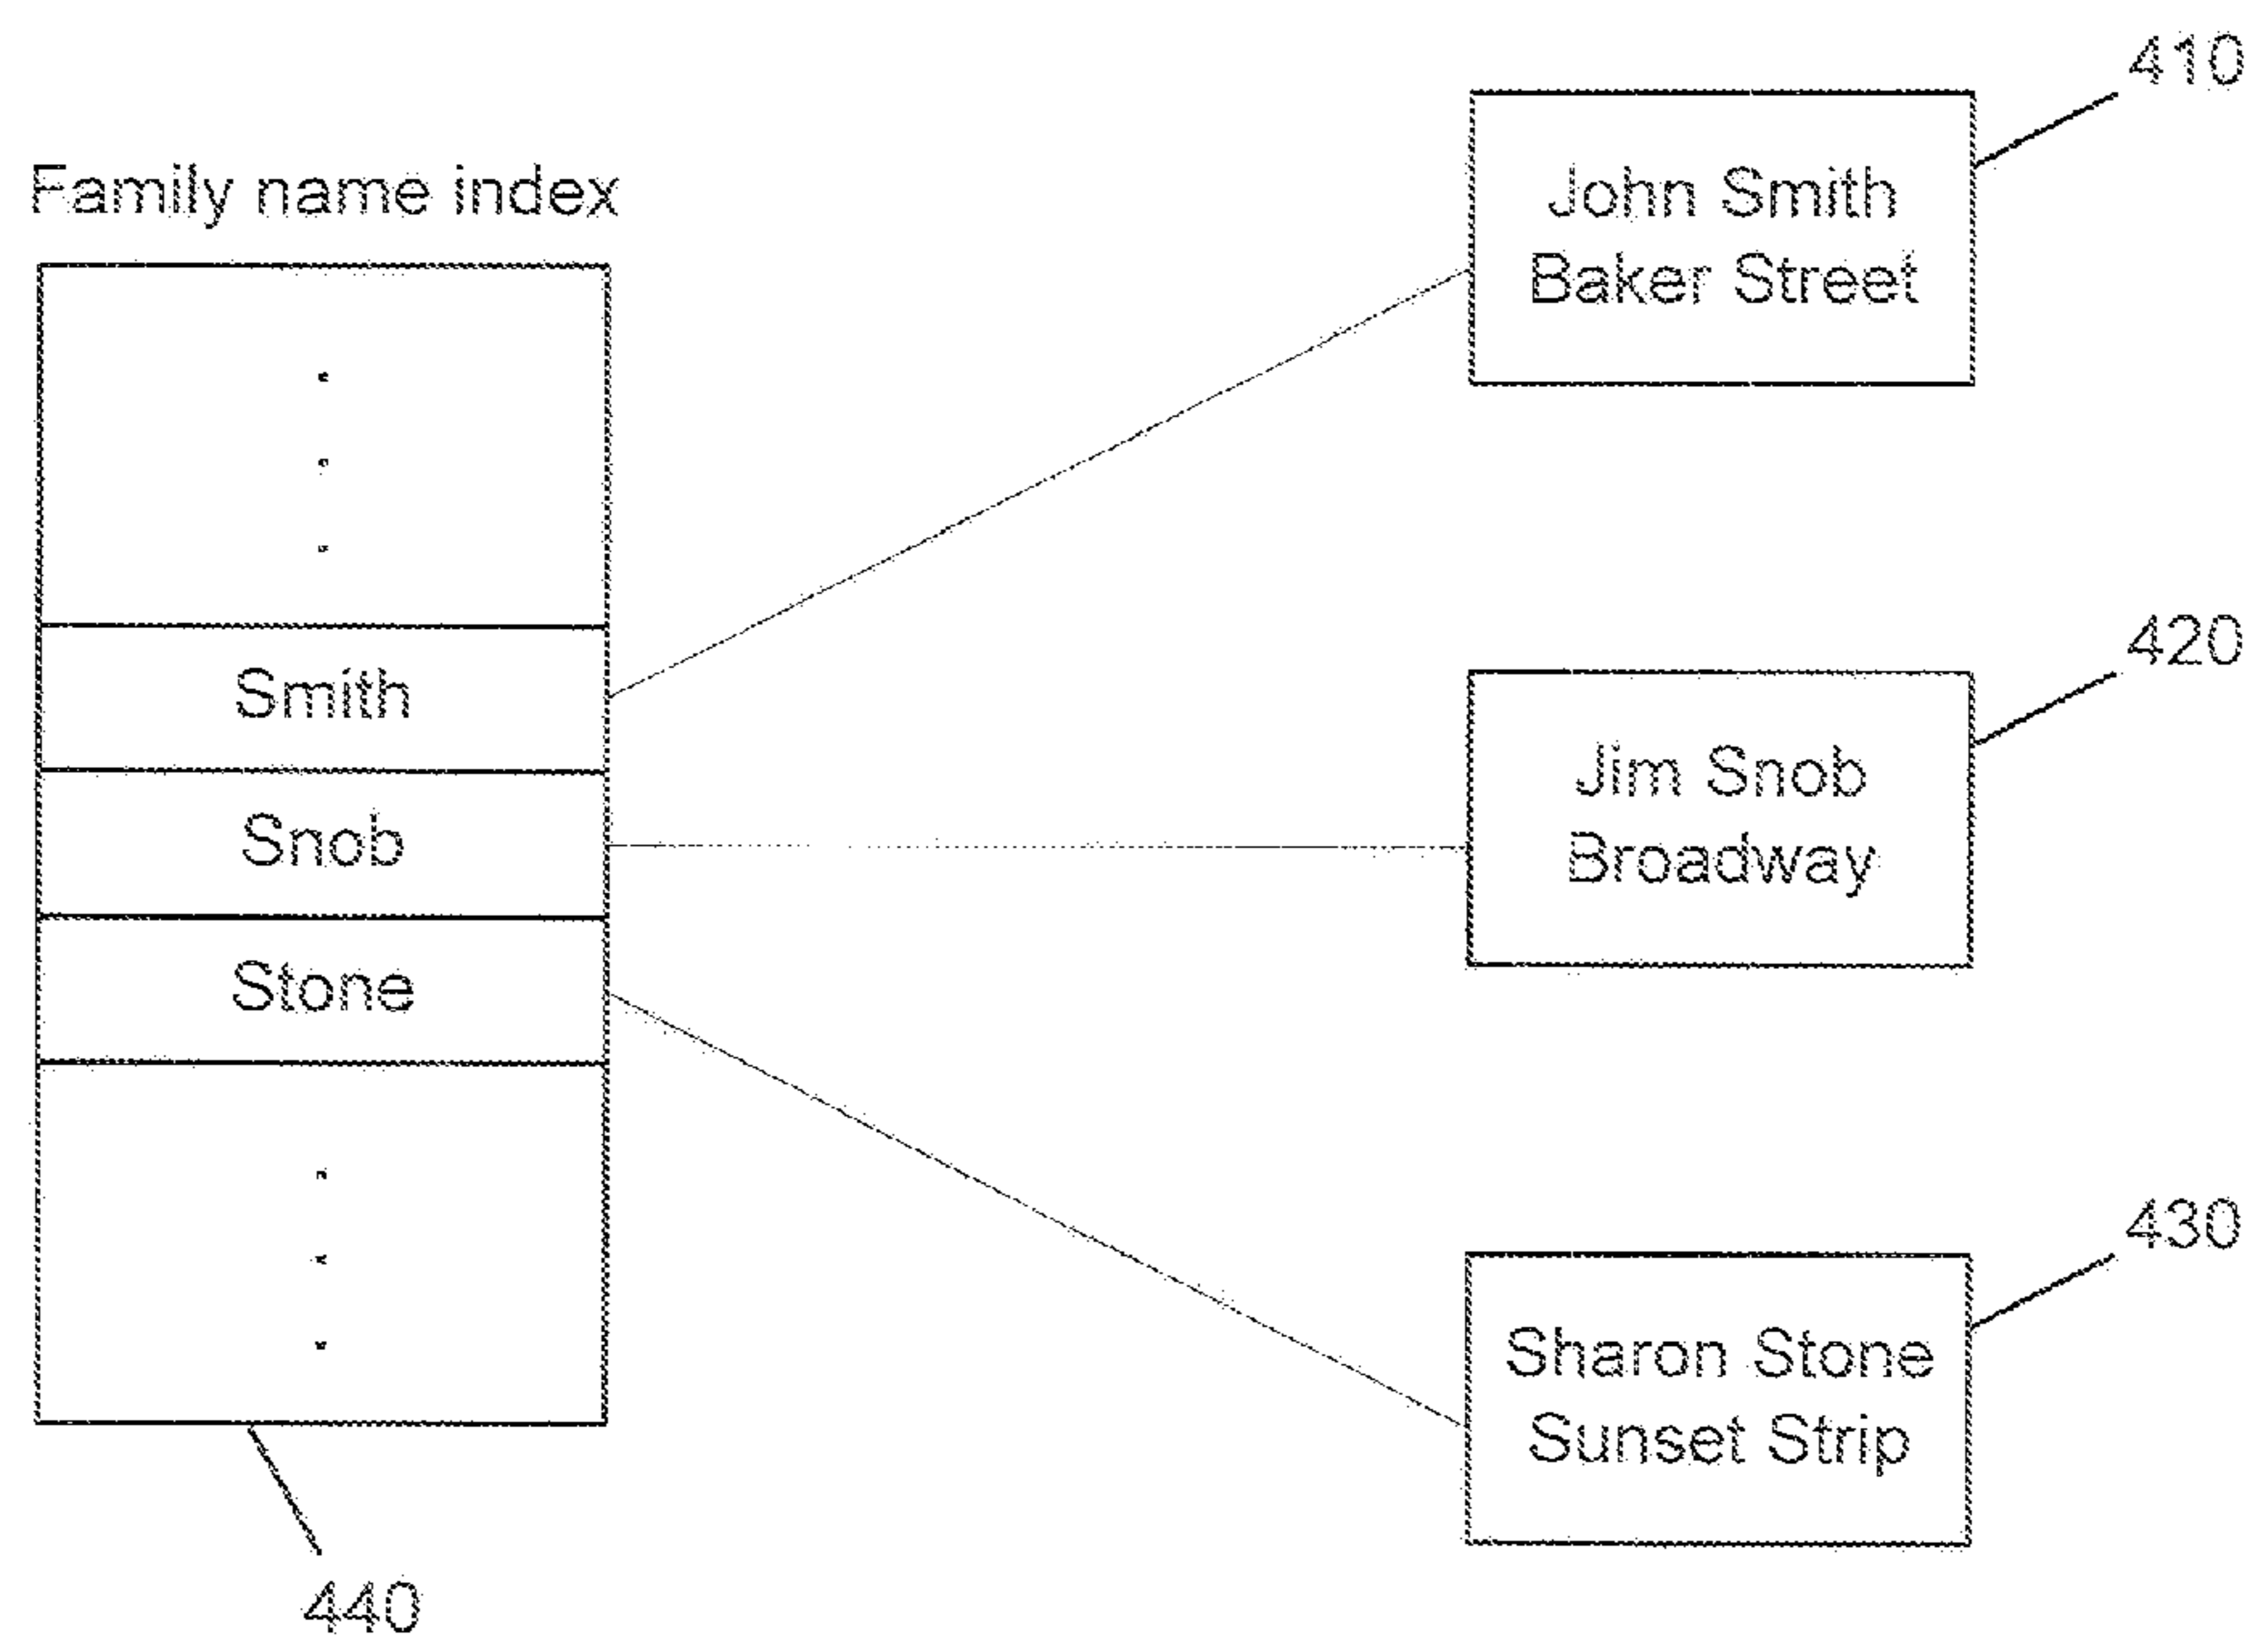 Family name index
Smith
Snob
Stone
440
410
John Smith
Baker Street
420
Jim Snob
Broadway
430
Sharon Stone
Sunset Strip